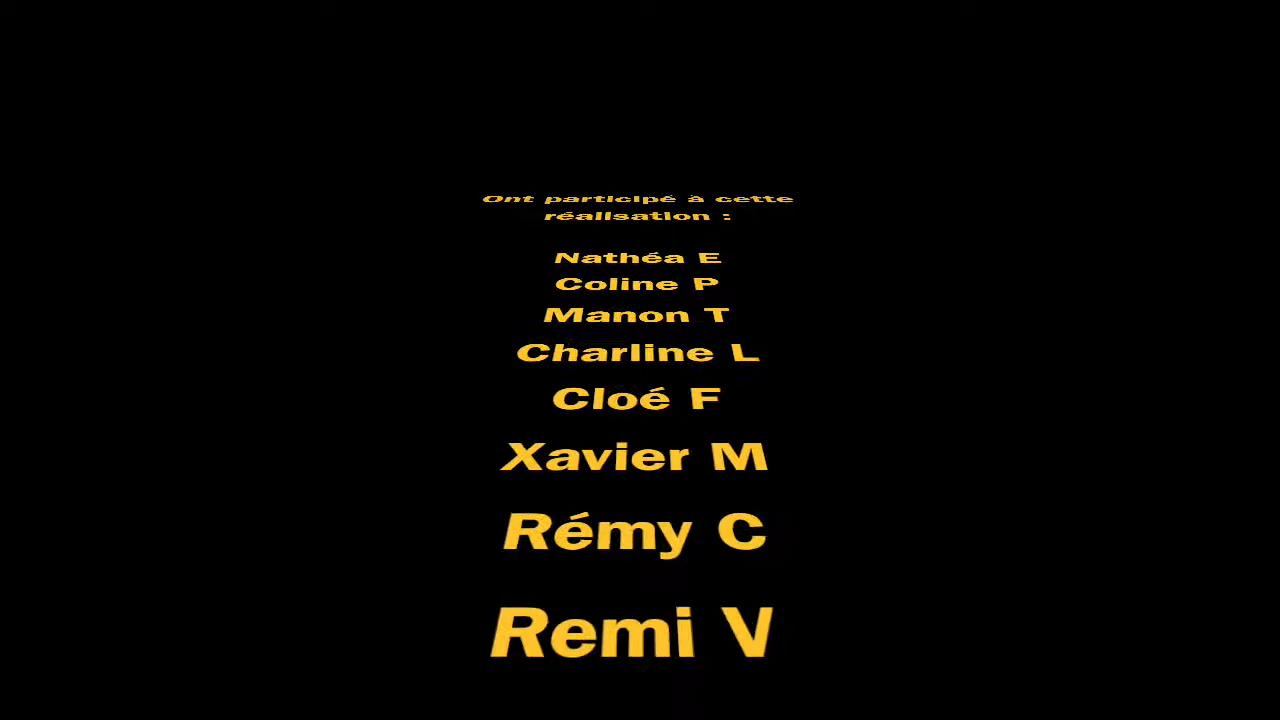 Ont participé à cette
réalisation :
Nathéa E
Coline P
Manon T
Charline L
Cloé F
Xavier M
Rémy C
Remi V